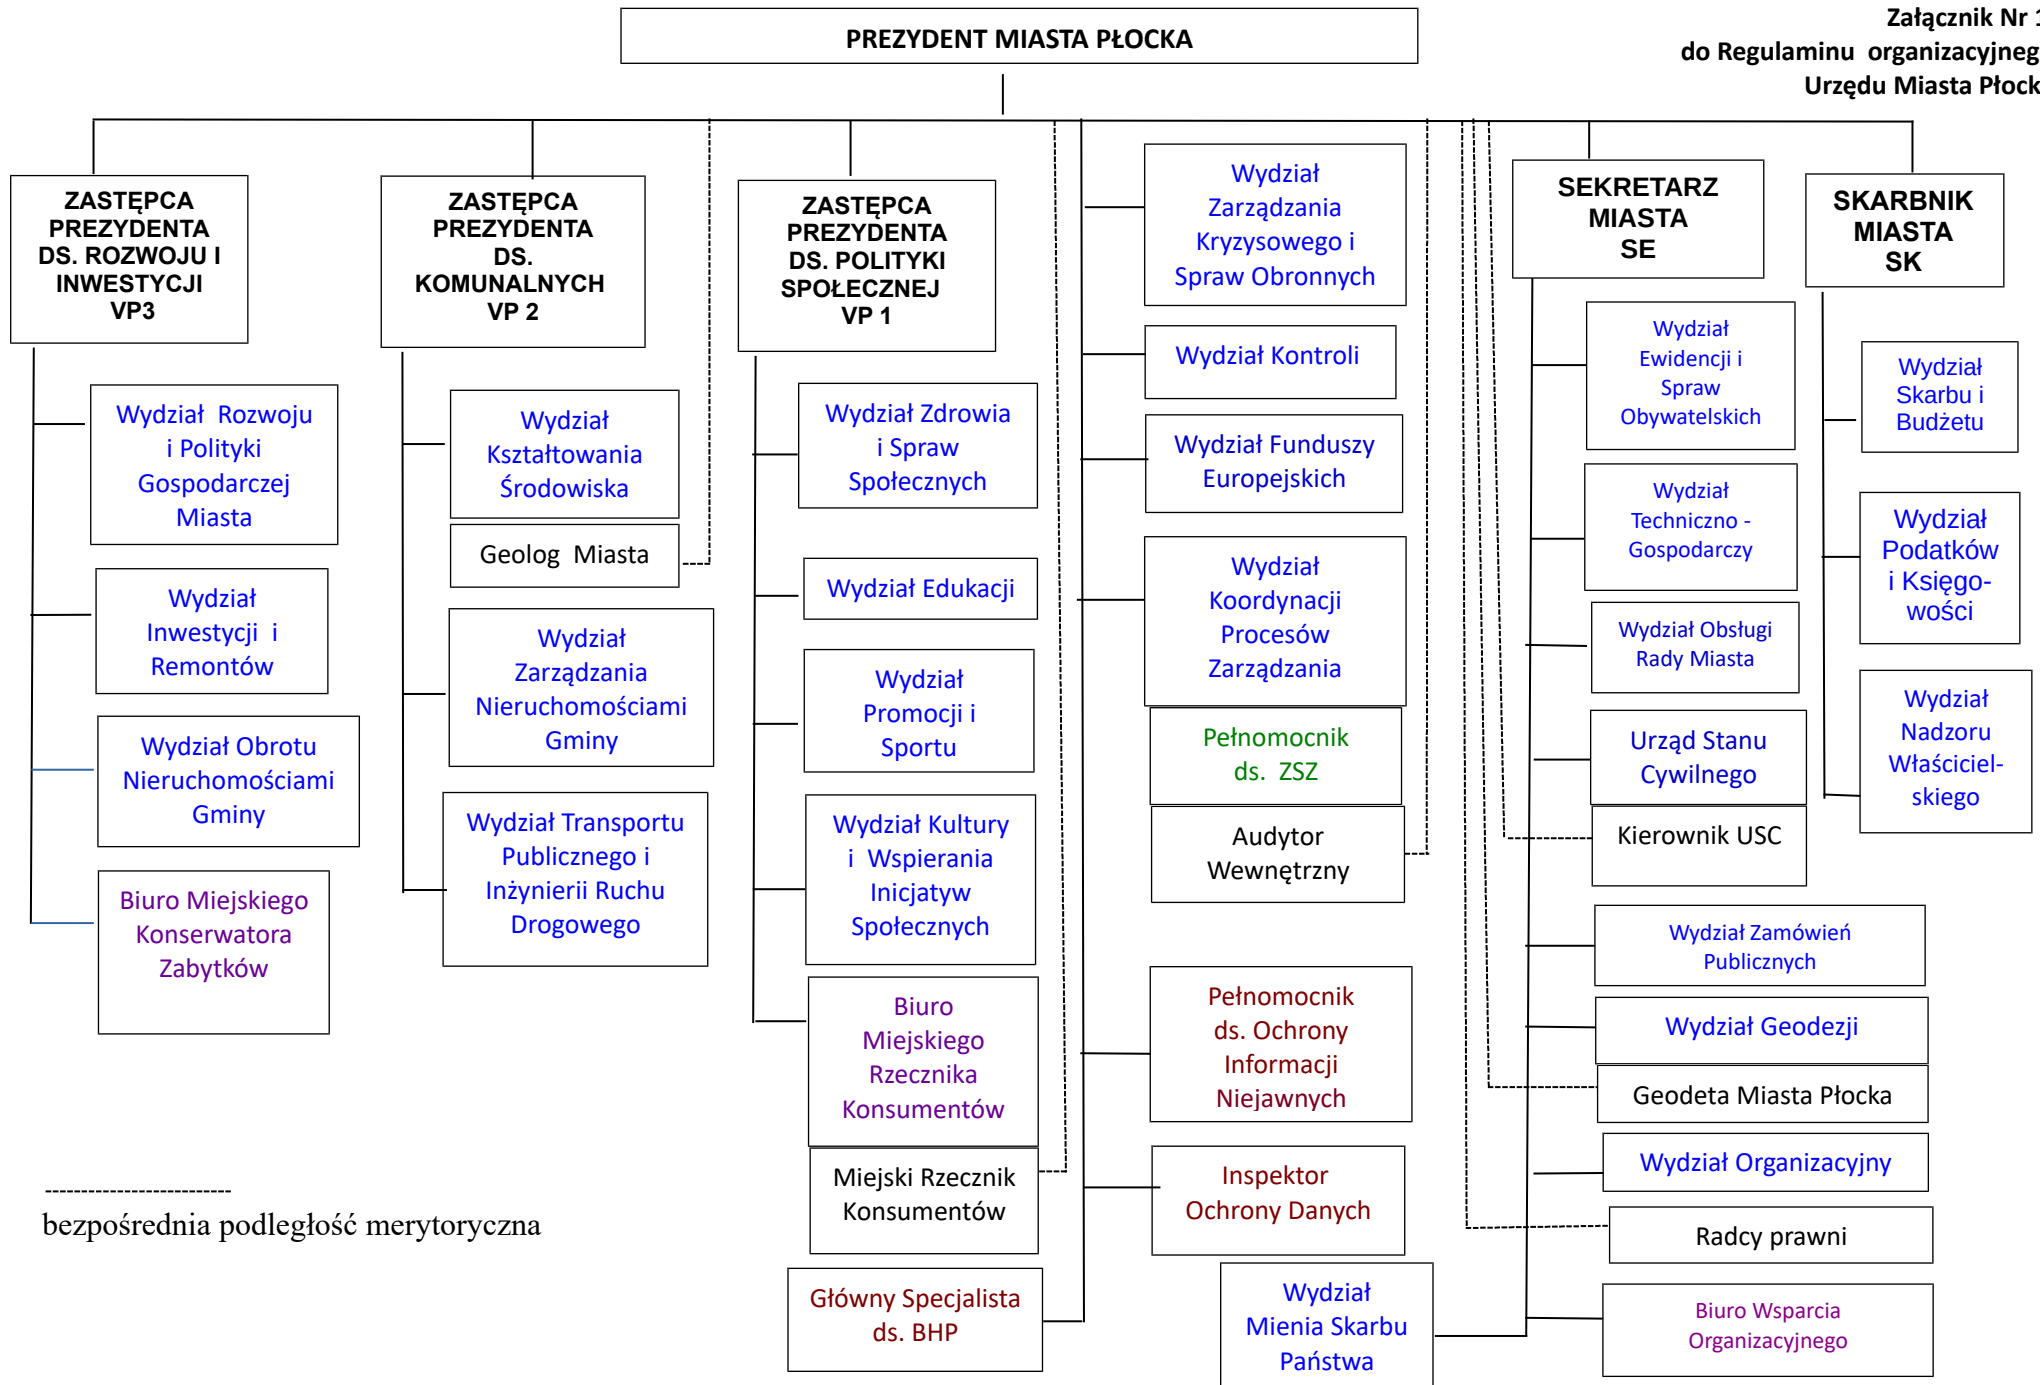 PREZYDENT MIASTA PŁOCKA
Załącznik Nr 1
do Regulaminu organizacyjneg
Urzędu Miasta Płock
ZASTĘPCA
PREZYDENTA
DS. ROZWOJU I
INWESTYCJI
VP3
Wydział Rozwoju
i Polityki
Gospodarczej
Miasta
Wydział
Inwestycji i
Remontów
Wydział Obrotu
Nieruchomościami
Gminy
Biuro Miejskiego
Konserwatora
Zabytków
ZASTĘPCA
PREZYDENTA
DS.
KOMUNALNYCH
VP 2
Wydział
Kształtowania
Środowiska
Geolog Miasta
Wydział
Zarządzania
Nieruchomościami
Gminy
Wydział Transportu
Publicznego i
Inżynierii Ruchu
Drogowego
ZASTĘPCA
PREZYDENTA
DS. POLITYKI
SPOŁECZNEJ
VP 1
Wydział Zdrowia
i Spraw
Społecznych
Wydział Edukacji
Wydział
Promocji i
Sportu
Wydział Kultury
i Wspierania
Inicjatyw
Społecznych
Biuro
Miejskiego
Rzecznika
Konsumentów
Miejski Rzecznik
Konsumentów
Główny Specjalista
ds. BHP
Wydział
Zarządzania
Kryzysowego i
Spraw Obronnych
Wydział Kontroli
Wydział Funduszy
Europejskich
Wydział
Koordynacji
Procesów
Zarządzania
Pełnomocnik
ds. ZSZ
Audytor
Wewnętrzny
Pełnomocnik
ds. Ochrony
Informacji
Niejawnych
Inspektor
Ochrony Danych
Wydział
Mienia Skarbu
Państwa
SEKRETARZ
MIASTA
SE
Wydział
Ewidencji i
Spraw
Obywatelskich
Wydział
Techniczno -
Gospodarczy
Wydział Obsługi
Rady Miasta
Urząd Stanu
Cywilnego
Kierownik USC
Wydział Zamówień
Publicznych
Wydział Geodezji
Geodeta Miasta Płocka
Wydział Organizacyjny
Radcy prawni
Biuro Wsparcia
Organizacyjnego
SKARBNIK
MIASTA
SK
Wydział
Skarbu i
Budżetu
Wydział
Podatków
i Księgo-
wości
Wydział
Nadzoru
Właściciel-
skiego
bezpośrednia podległość merytoryczna